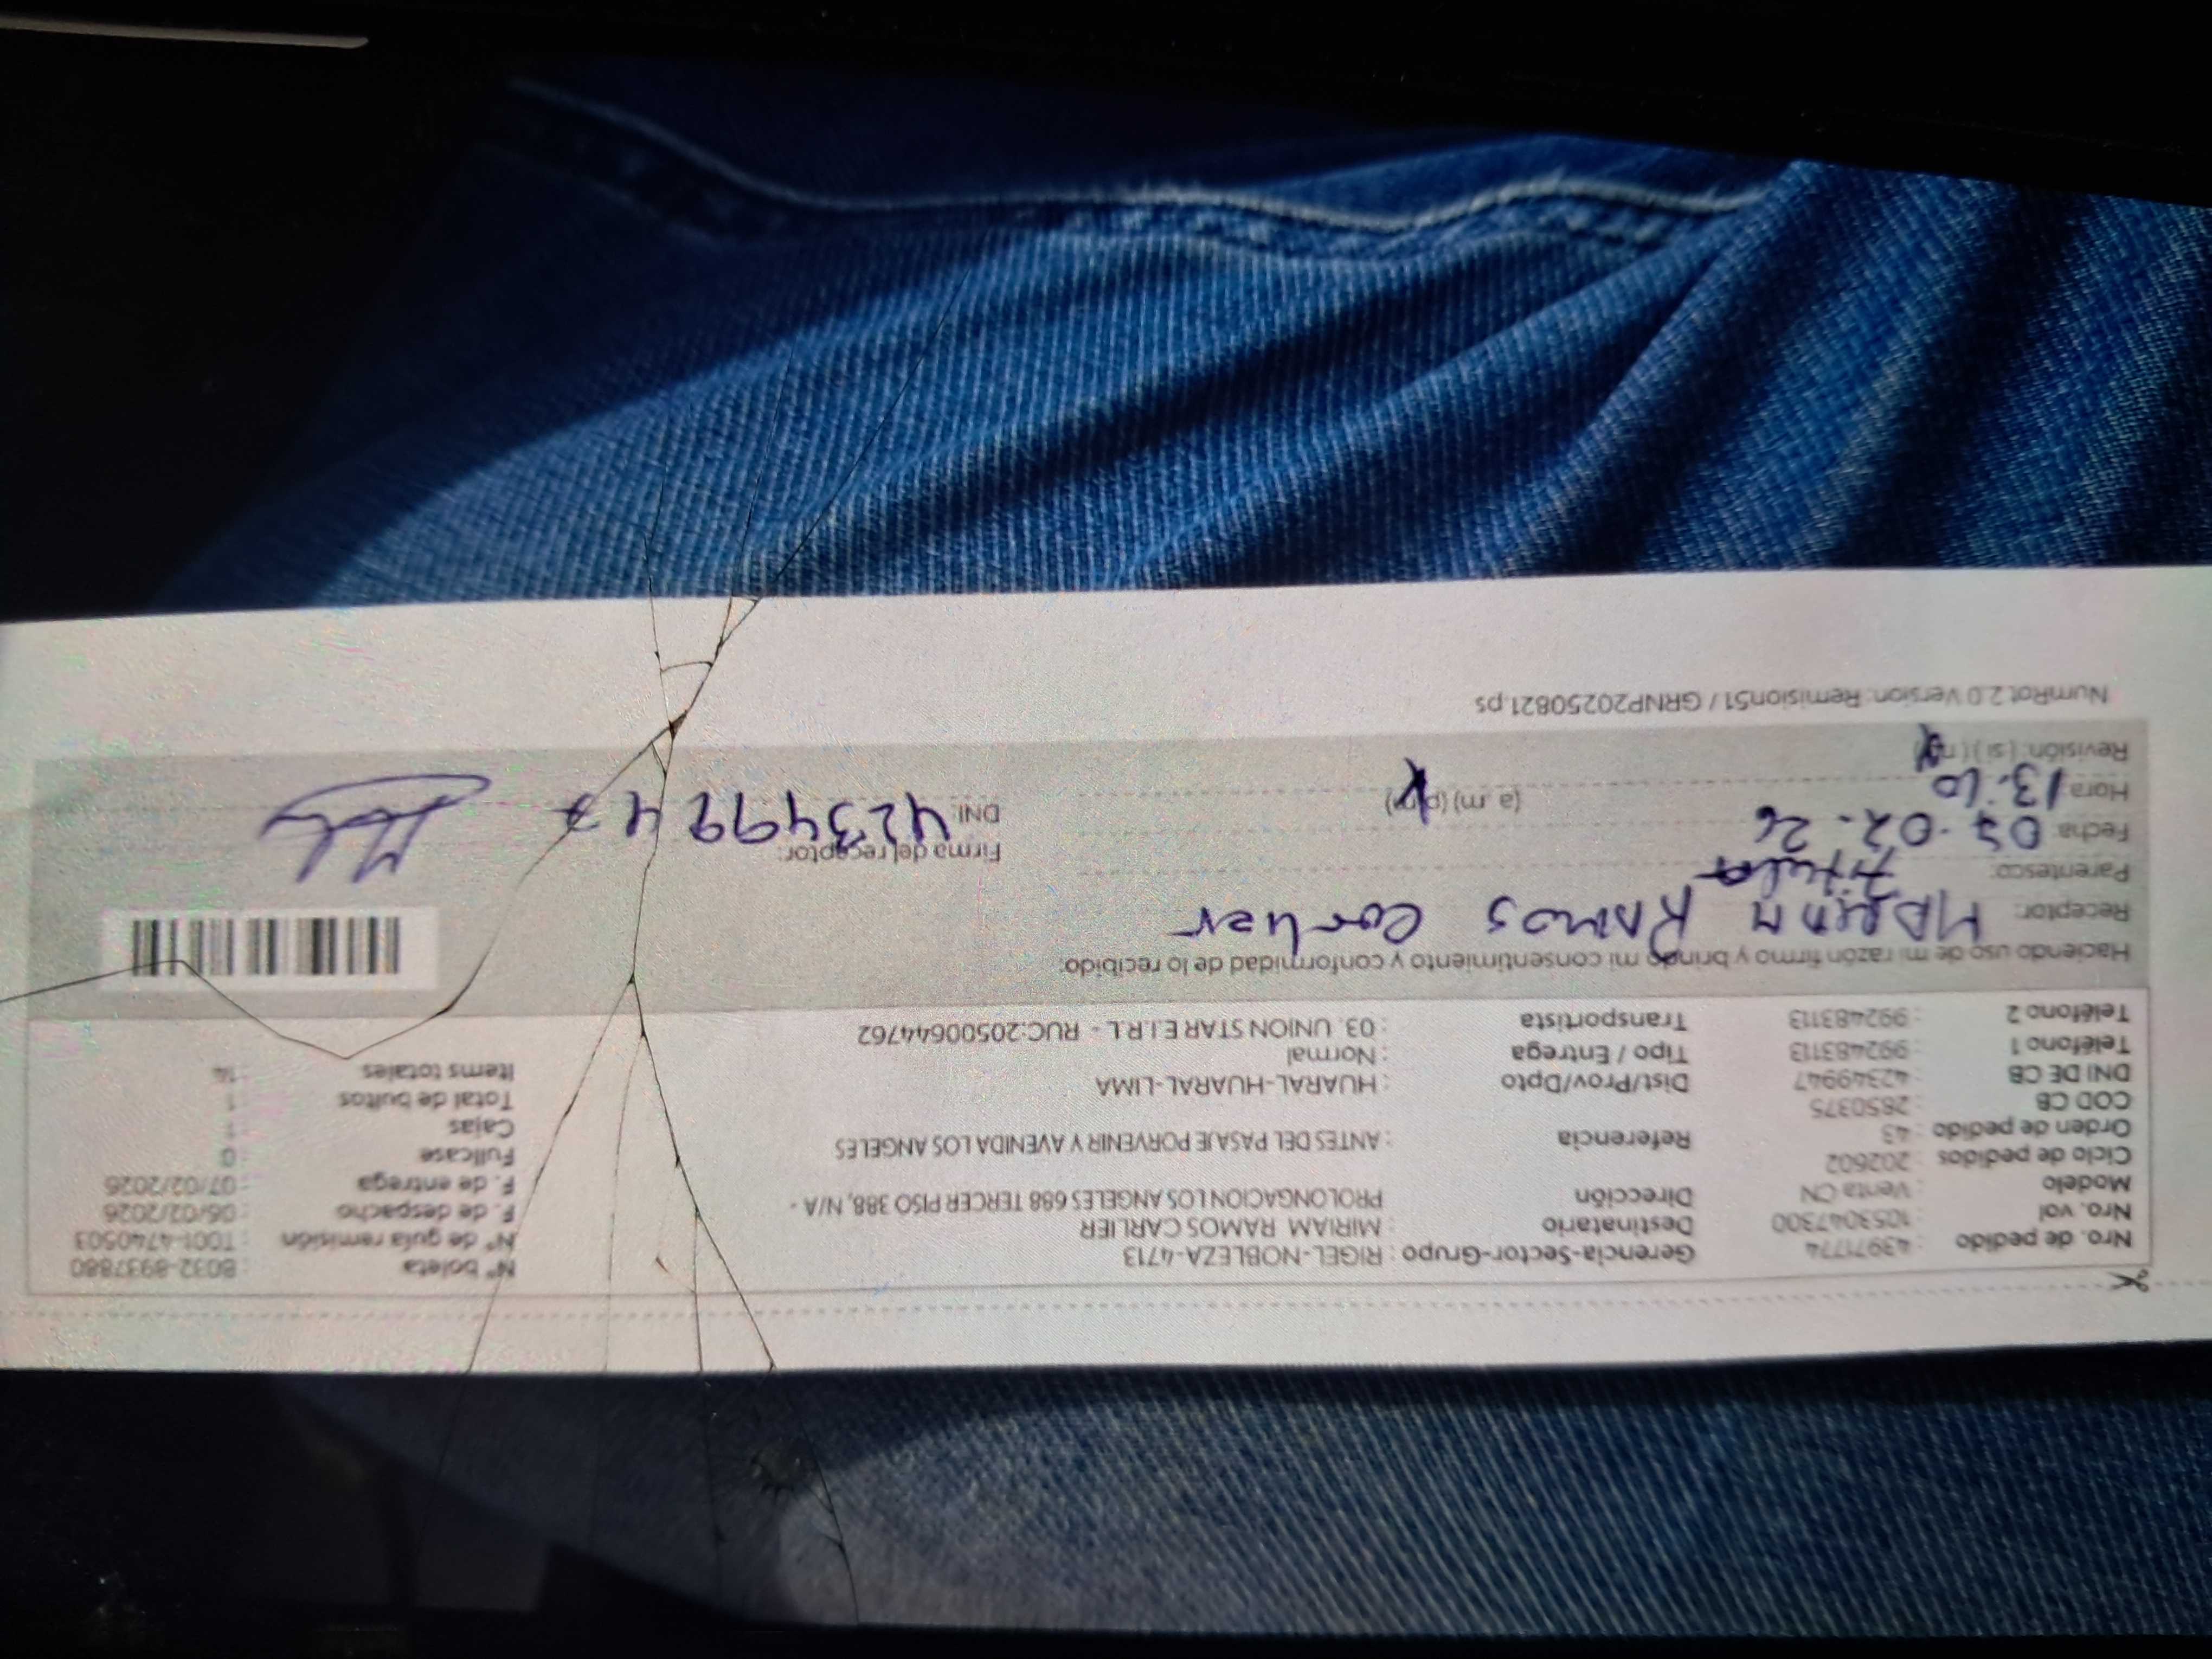 Nro. de pedido : 43971774 Gerencia-Sector-Grupo : RIGEL-NOBLEZA-4713 N° boleta : B032-8937880
Nro. vol : 1053047300 Destinatario : MIRIAM RAMOS CARLIER N° de guía remisión : T001-4740503
Modelo : Venta CN Dirección PROLONGACION LOS ANGELES 688 TERCER PISO 388, N/A - F. de despacho : 06/02/2026
Ciclo de pedidos : 202602 F. de entrega : 07/02/2026
Orden de pedido : 43 Referencia : ANTES DEL PASAJE PORVENIR Y AVENIDA LOS ANGELES Fullcase : 0
COD CB : 2850375 Cajas : 1
DNI DE CB : 42349947 Dist/Prov/Dpto : HUARAL-HUARAL-LIMA Total de bultos : 1
Teléfono 1 : 992483113 Tipo / Entrega : Normal Items totales : 14
Teléfono 2 : 992483113 Transportista : 03. UNION STAR E.I.R.L - RUC:20500644762
Haciendo uso de mi razón firmo y brindo mi consentimiento y conformidad de lo recibido:
Receptor: Ramos Carlier
Parentesco: Titular Firma del receptor:
Fecha: 07.02.26 DNI: 42349947
Hora: 13:10 (a. m) (p.m)
Revisión: ( si ) ( no )
NumRot 2.0 Version: Remision51 / GRNP20250821.ps